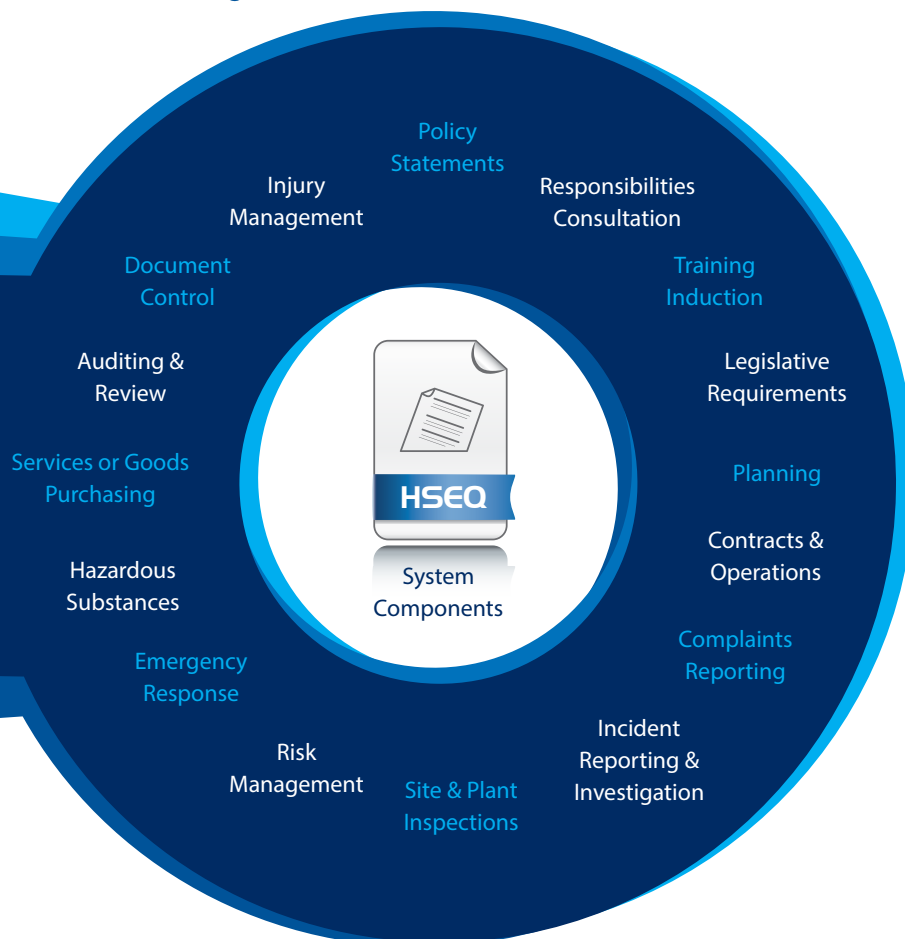 Policy
Statements
Responsibilities
Consultation
Training
Induction
Legislative
Requirements
Planning
Contracts &
Operations
Complaints
Reporting
Incident
Reporting &
Investigation
Site & Plant
Inspections
Risk
Management
Emergency
Response
Hazardous
Substances
Services or Goods
Purchasing
Auditing &
Review
Document
Control
Injury
Management
HSEQ
System
Components